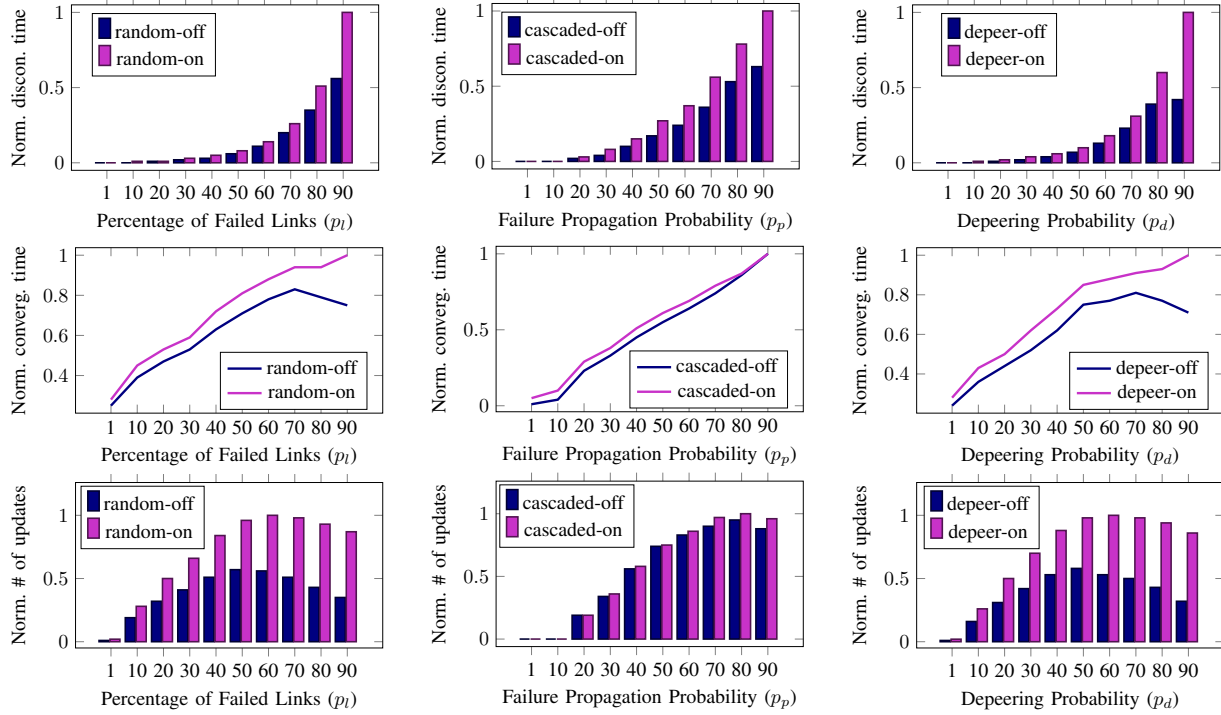 Norm. discon. time
1
0.5
0
random-off
random-on
1 10 20 30 40 50 60 70 80 90
Percentage of Failed Links (p_l)
Norm. discon. time
1
0.5
0
cascaded-off
cascaded-on
1 10 20 30 40 50 60 70 80 90
Failure Propagation Probability (p_p)
Norm. discon. time
1
0.5
0
depeer-off
depeer-on
1 10 20 30 40 50 60 70 80 90
Depeering Probability (p_d)
Norm. converg. time
1
0.8
0.6
0.4
random-off
random-on
1 10 20 30 40 50 60 70 80 90
Percentage of Failed Links (p_l)
Norm. converg. time
1
0.5
0
cascaded-off
cascaded-on
1 10 20 30 40 50 60 70 80 90
Failure Propagation Probability (p_p)
Norm. converg. time
1
0.8
0.6
0.4
depeer-off
depeer-on
1 10 20 30 40 50 60 70 80 90
Depeering Probability (p_d)
Norm. # of updates
1
0.5
0
random-off
random-on
1 10 20 30 40 50 60 70 80 90
Percentage of Failed Links (p_l)
Norm. # of updates
1
0.5
0
cascaded-off
cascaded-on
1 10 20 30 40 50 60 70 80 90
Failure Propagation Probability (p_p)
Norm. # of updates
1
0.5
0
depeer-off
depeer-on
1 10 20 30 40 50 60 70 80 90
Depeering Probability (p_d)